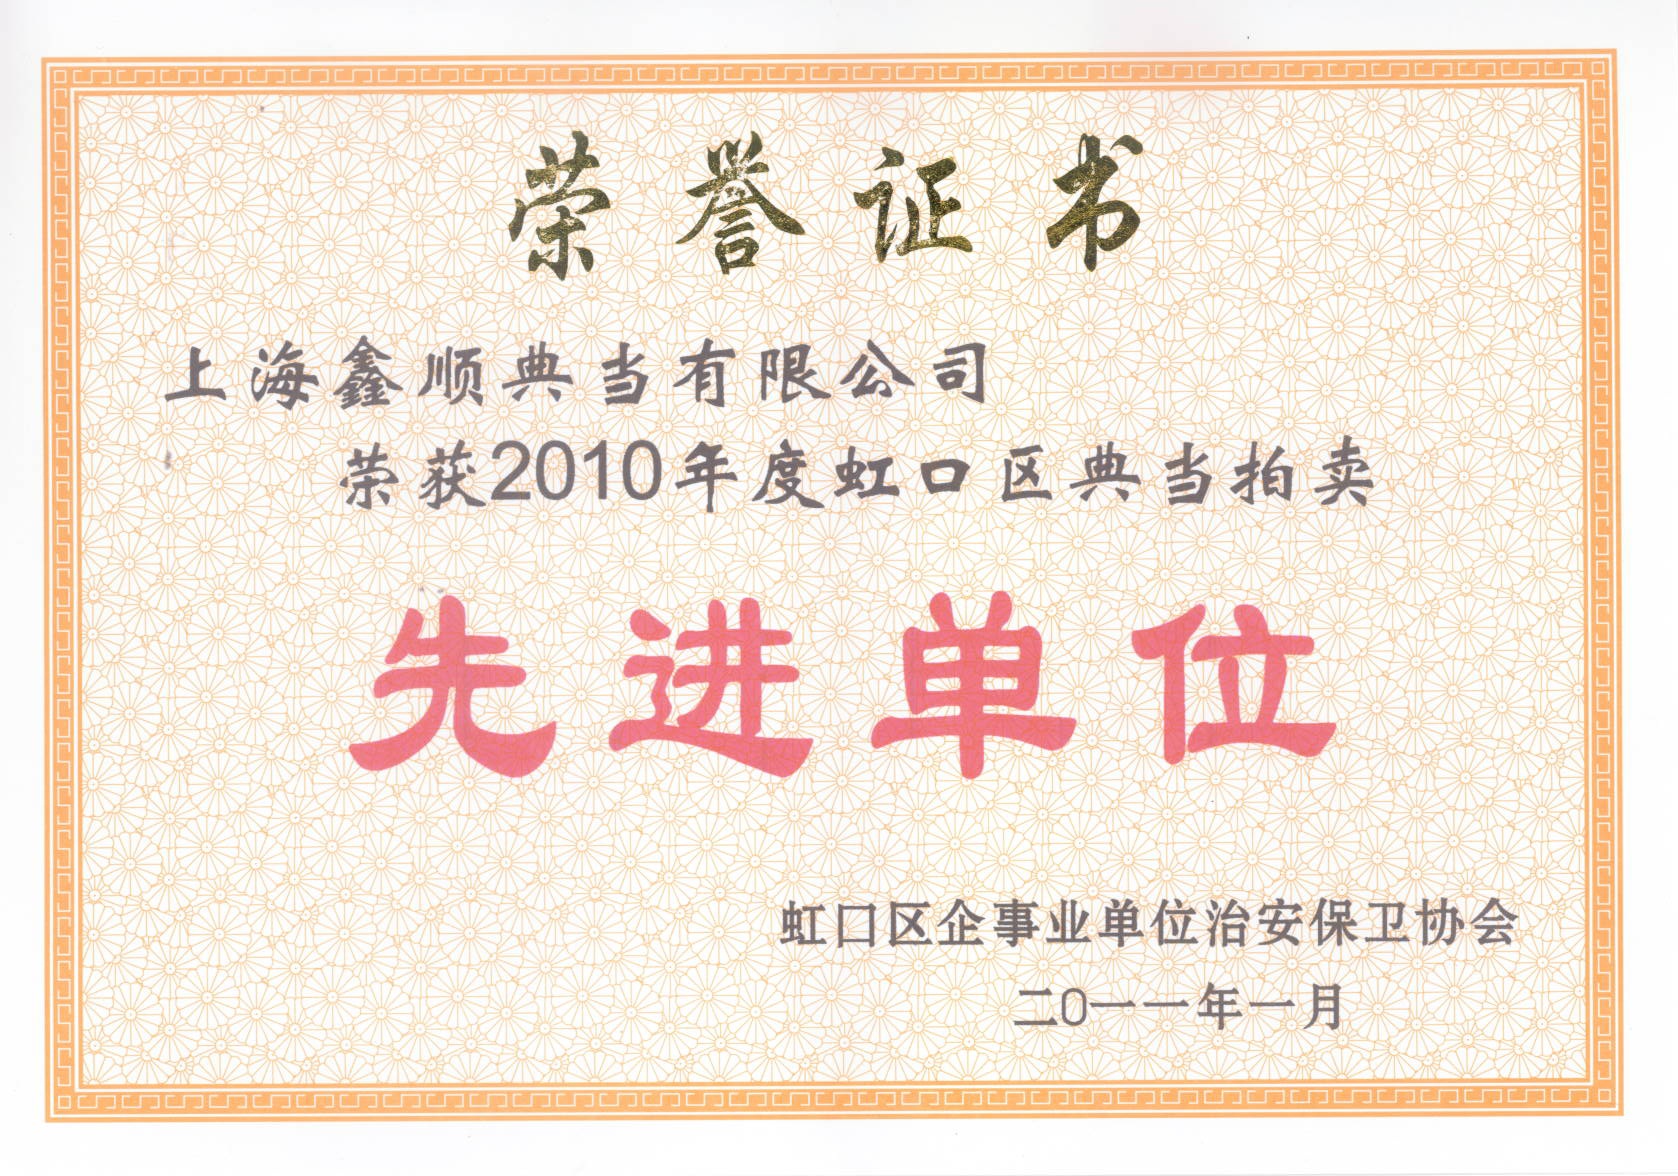 荣誉证书
上海鑫顺典当有限公司
荣获2010年度虹口区典当拍卖
先进单位
虹口区企事业单位治安保卫协会
二0一一年一月